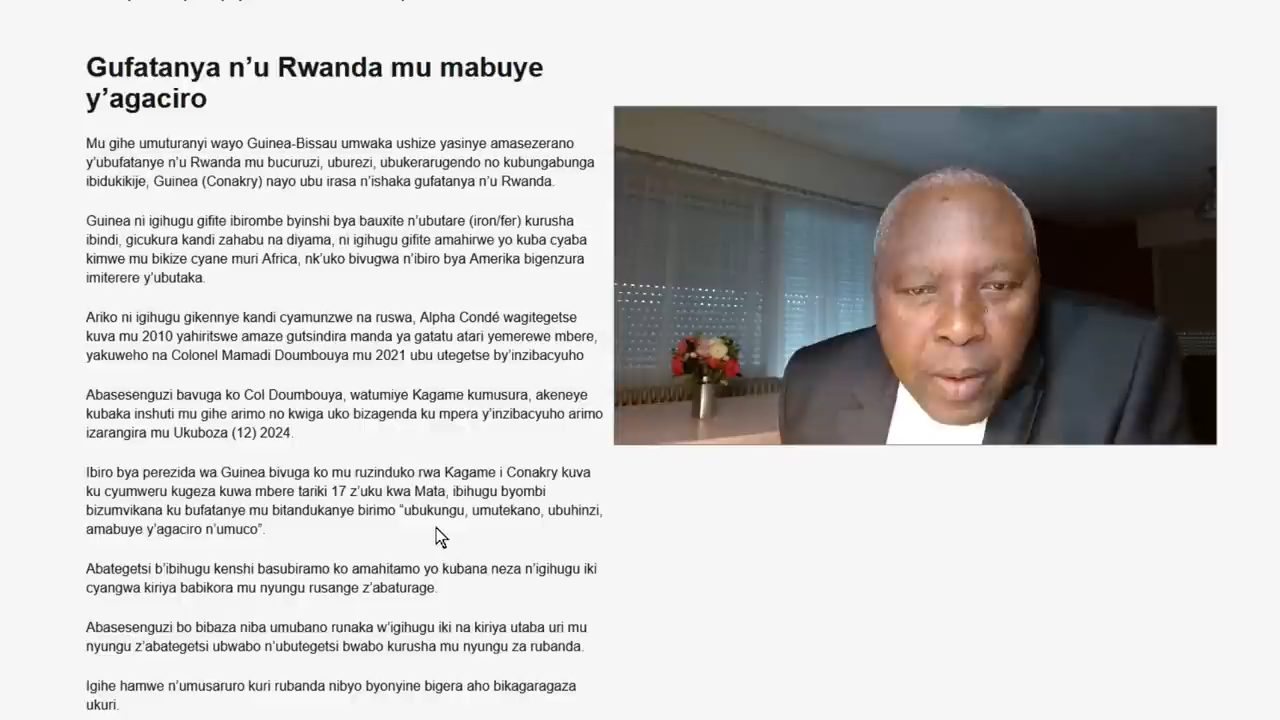 Gufatanya n’u Rwanda mu mabuye
y’agaciro
Mu gihe umuturanyi wayo Guinea-Bissau umwaka ushize yasinye amasezerano
y’ubufatanye n’u Rwanda mu bucuruzi, uburezi, ubukerarugendo no kubungabunga
ibidukikije, Guinea (Conakry) nayo ubu irasa n’ishaka gufatanya n’u Rwanda.
Guinea ni igihugu gifite ibirombe byinshi bya bauxite n’ubutare (iron/fer) kurusha
ibindi, gicukura kandi zahabu na diyama, ni igihugu gifite amahirwe yo kuba cyaba
kimwe mu bikize cyane muri Africa, nk’uko bivugwa n’ibiro bya Amerika bigenzura
imiterere y’ubutaka.
Ariko ni igihugu gikennye kandi cyamunzwe na ruswa, Alpha Condé wagitegetse
kuva mu 2010 yahiritswe amaze gutsindira manda ya gatatu atari yemerewe mbere,
yakuweho na Colonel Mamadi Doumbouya mu 2021 ubu utegetse by’inzibacyuho
Abasesenguzi bavuga ko Col Doumbouya, watumiye Kagame kumusura, akeneye
kubaka inshuti mu gihe arimo no kwiga uko bizagenda ku mpera y’inzibacyuho arimo
izarangira mu Ukuboza (12) 2024.
Ibiro bya perezida wa Guinea bivuga ko mu ruzinduko rwa Kagame i Conakry kuva
ku cyumweru kugeza kuwa mbere tariki 17 z’uku kwa Mata, ibihugu byombi
bizumvikana ku bufatanye mu bitandukanye birimo “ubukungu, umutekano, ubuhinzi,
amabuye y’agaciro n’umuco”.
Abategetsi b’ibihugu kenshi basubiramo ko amahitamo yo kubana neza n’igihugu iki
cyangwa kiriya babikora mu nyungu rusange z’abaturage.
Abasesenguzi bo bibaza niba umubano runaka w’igihugu iki na kiriya utaba uri mu
nyungu z’abategetsi ubwabo n’ubutegetsi bwabo kurusha mu nyungu za rubanda.
Igihe hamwe n’umusaruro kuri rubanda nibyo byonyine bigera aho bikagaragaza
ukuri.